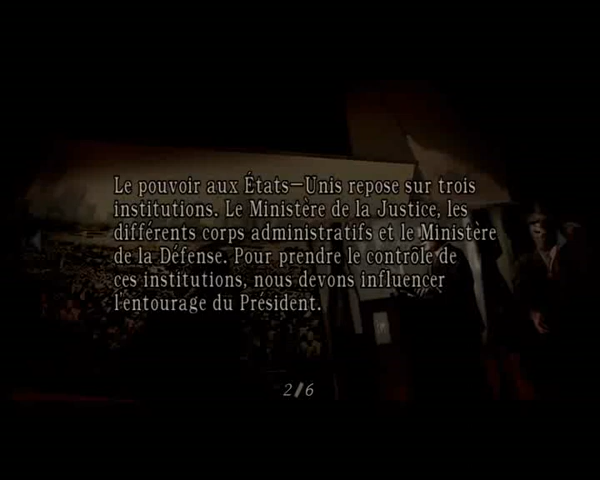 Le pouvoir aux États–Unis repose sur trois
institutions. Le Ministère de la Justice, les
différents corps administratifs et le Ministère
de la Défense. Pour prendre le contrôle de
ces institutions, nous devons influencer
l'entourage du Président.
2/6